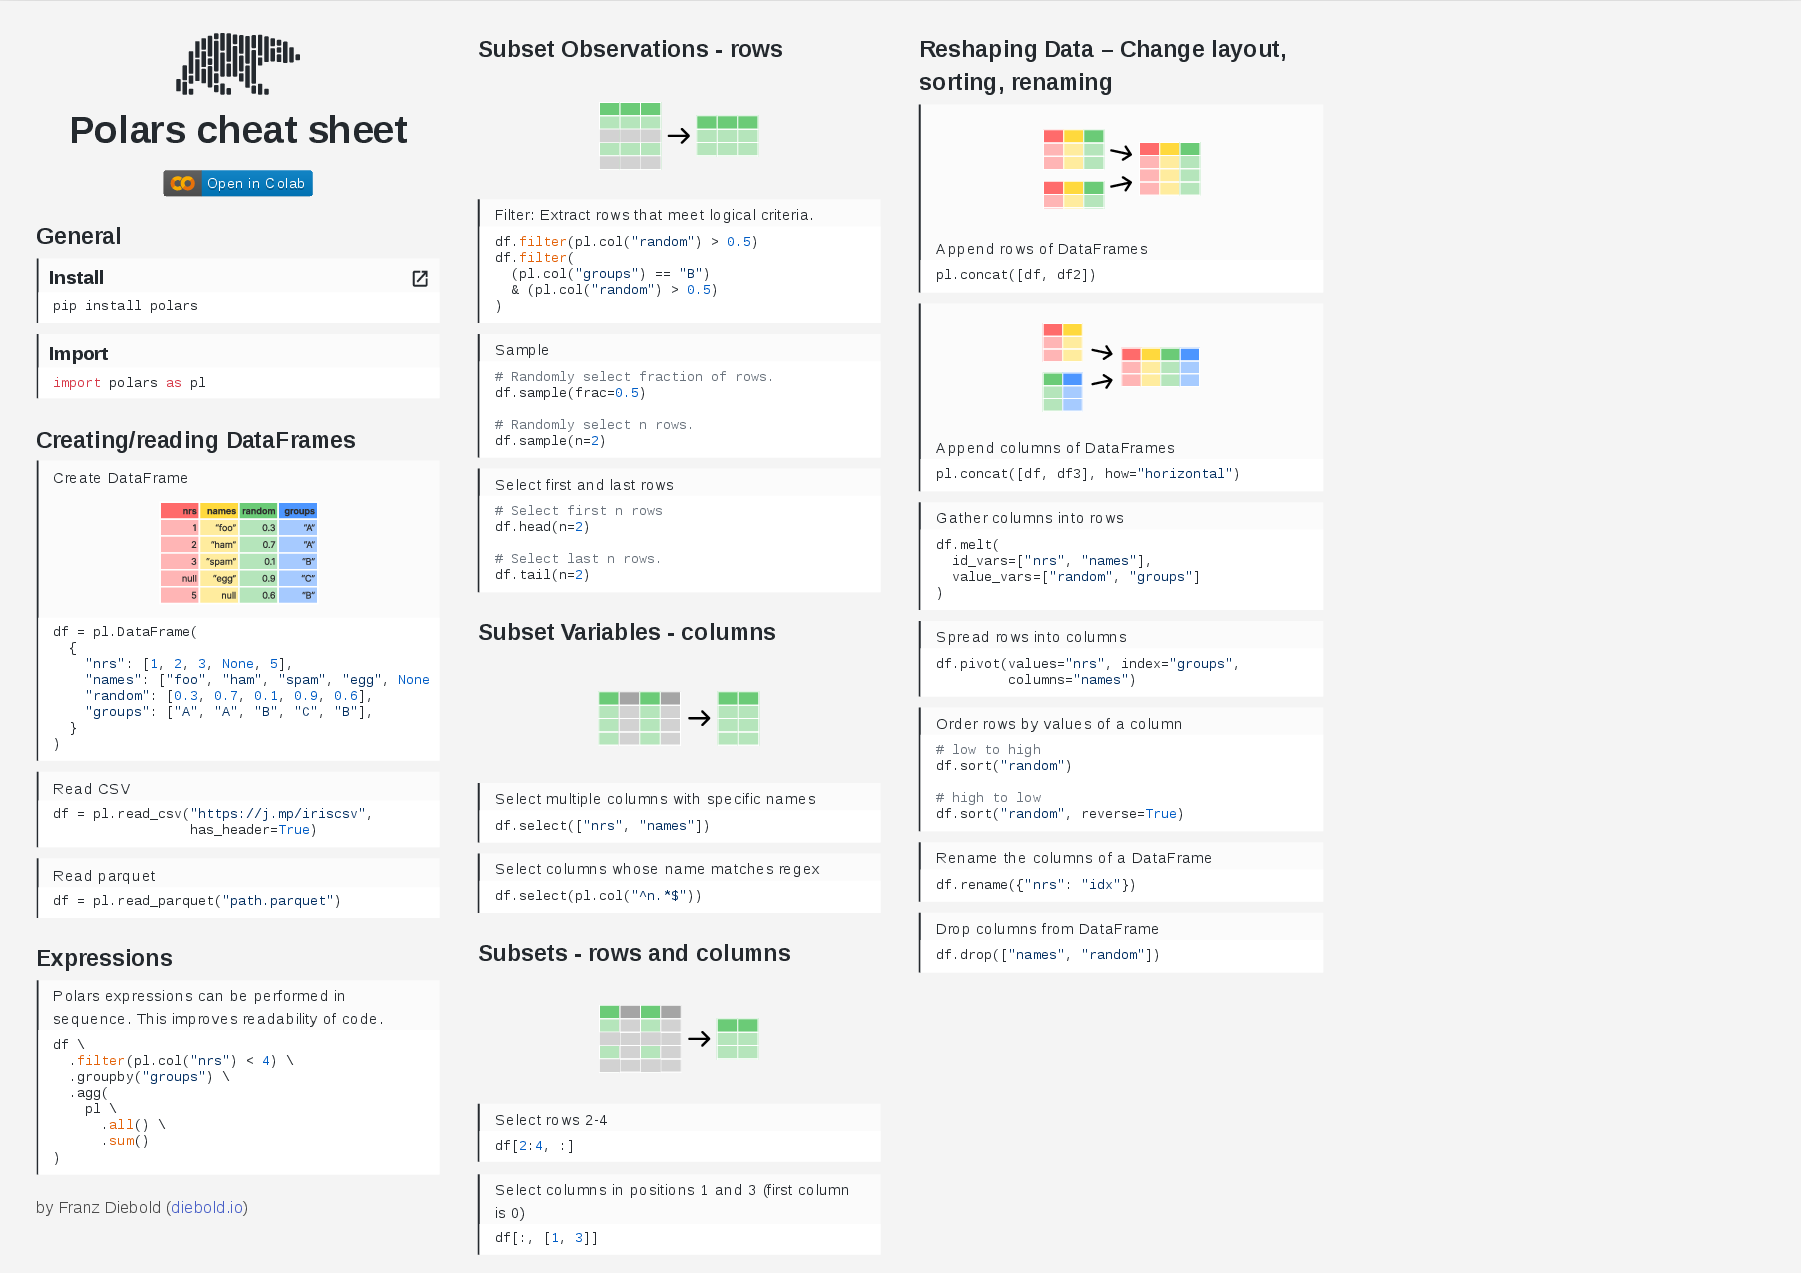 Polars cheat sheet
Open in Colab
General
Install
pip install polars
Import
import polars as pl
Creating/reading DataFrames
Create DataFrame
nrs names random groups
1 "foo" 0.3 "A"
2 "ham" 0.7 "A"
3 "spam" 0.1 "B"
null "egg" 0.9 "C"
5 null 0.6 "B"
df = pl.DataFrame(
  {
    "nrs": [1, 2, 3, None, 5],
    "names": ["foo", "ham", "spam", "egg", None
    "random": [0.3, 0.7, 0.1, 0.9, 0.6],
    "groups": ["A", "A", "B", "C", "B"],
  }
)
Read CSV
df = pl.read_csv("https://j.mp/iriscsv",
                 has_header=True)
Read parquet
df = pl.read_parquet("path.parquet")
Expressions
Polars expressions can be performed in
sequence. This improves readability of code.
df \
  .filter(pl.col("nrs") < 4) \
  .groupby("groups") \
  .agg(
    pl \
      .all() \
      .sum()
)
by Franz Diebold (diebold.io)
Subset Observations - rows
Filter: Extract rows that meet logical criteria.
df.filter(pl.col("random") > 0.5)
df.filter(
  (pl.col("groups") == "B")
  & (pl.col("random") > 0.5)
)
Sample
# Randomly select fraction of rows.
df.sample(frac=0.5)
# Randomly select n rows.
df.sample(n=2)
Select first and last rows
# Select first n rows
df.head(n=2)
# Select last n rows.
df.tail(n=2)
Subset Variables - columns
Select multiple columns with specific names
df.select(["nrs", "names"])
Select columns whose name matches regex
df.select(pl.col("^n.*$"))
Subsets - rows and columns
Select rows 2-4
df[2:4, :]
Select columns in positions 1 and 3 (first column
is 0)
df[:, [1, 3]]
Reshaping Data – Change layout,
sorting, renaming
Append rows of DataFrames
pl.concat([df, df2])
Append columns of DataFrames
pl.concat([df, df3], how="horizontal")
Gather columns into rows
df.melt(
  id_vars=["nrs", "names"],
  value_vars=["random", "groups"]
)
Spread rows into columns
df.pivot(values="nrs", index="groups",
         columns="names")
Order rows by values of a column
# low to high
df.sort("random")
# high to low
df.sort("random", reverse=True)
Rename the columns of a DataFrame
df.rename({"nrs": "idx"})
Drop columns from DataFrame
df.drop(["names", "random"])